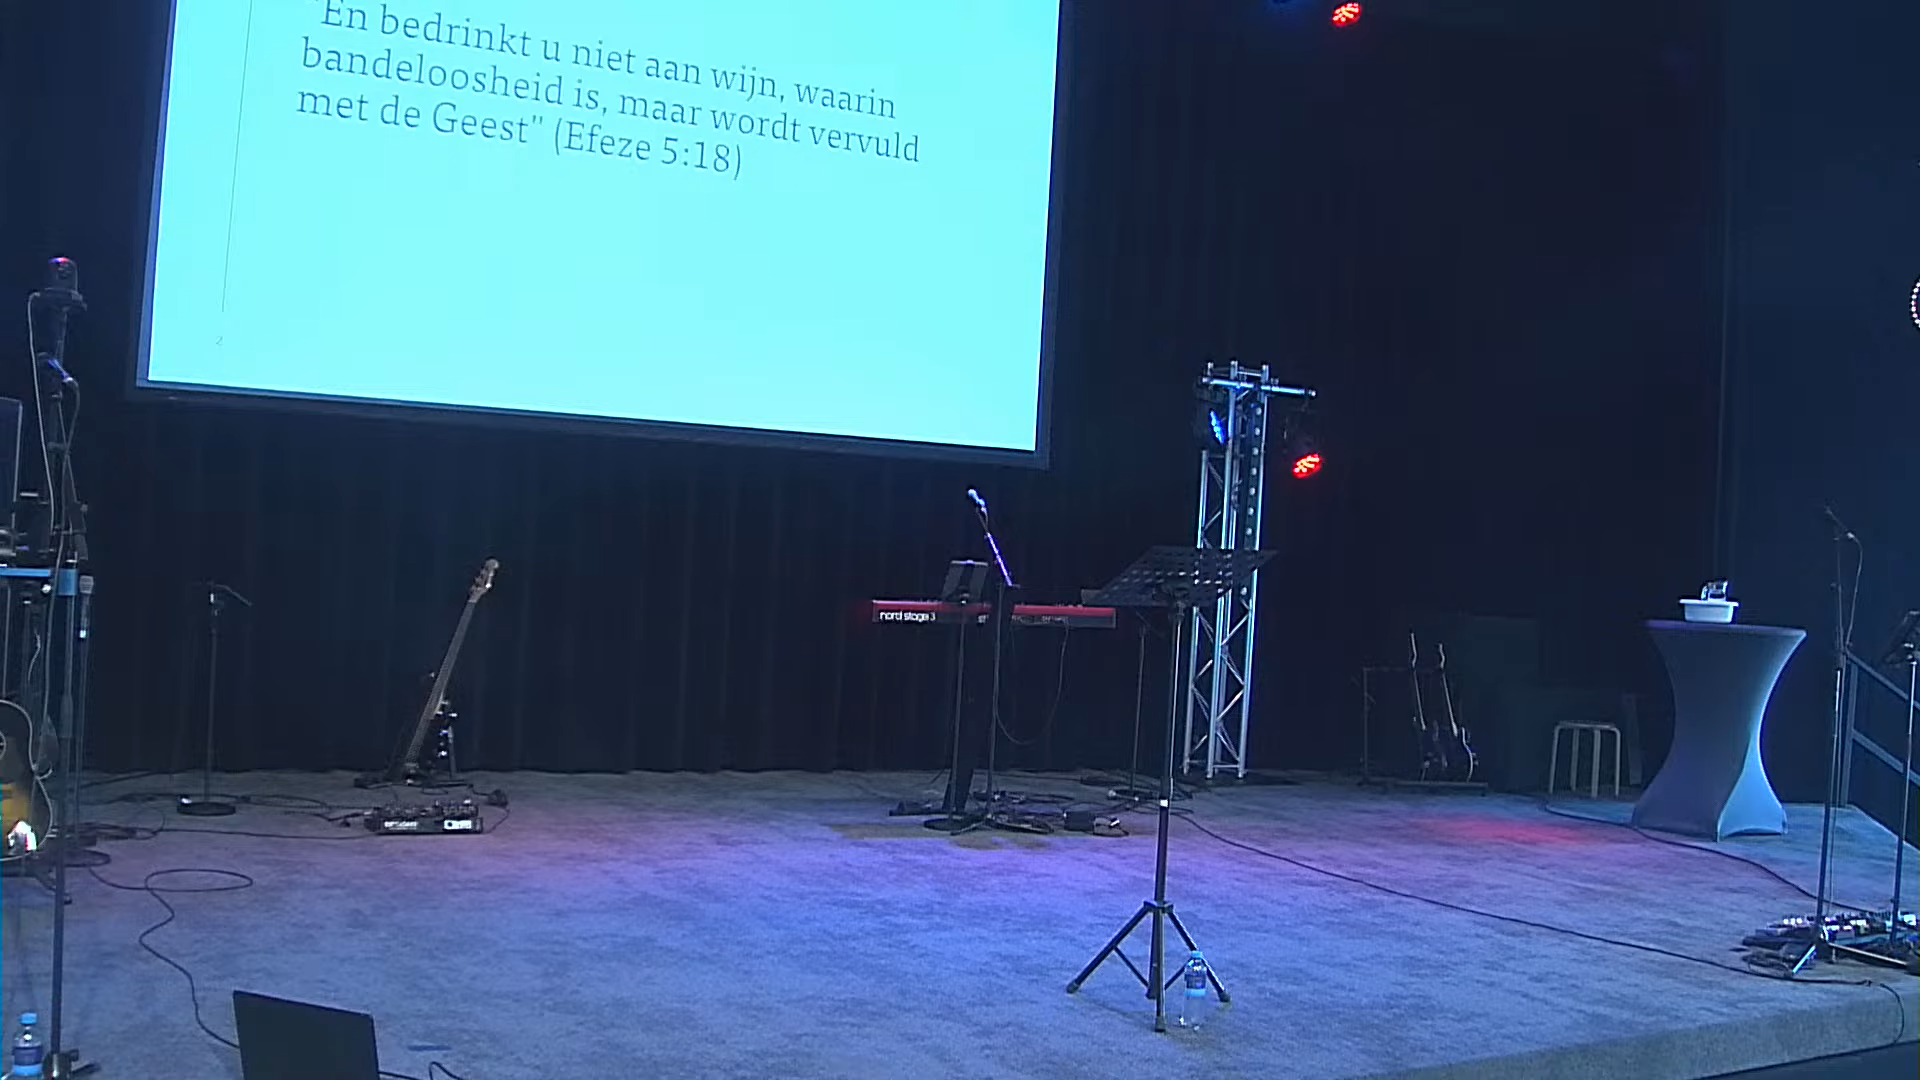 "En bedrinkt u niet aan wijn, waarin
bandeloosheid is, maar wordt vervuld
met de Geest" (Efeze 5:18)
2
nord stage 3